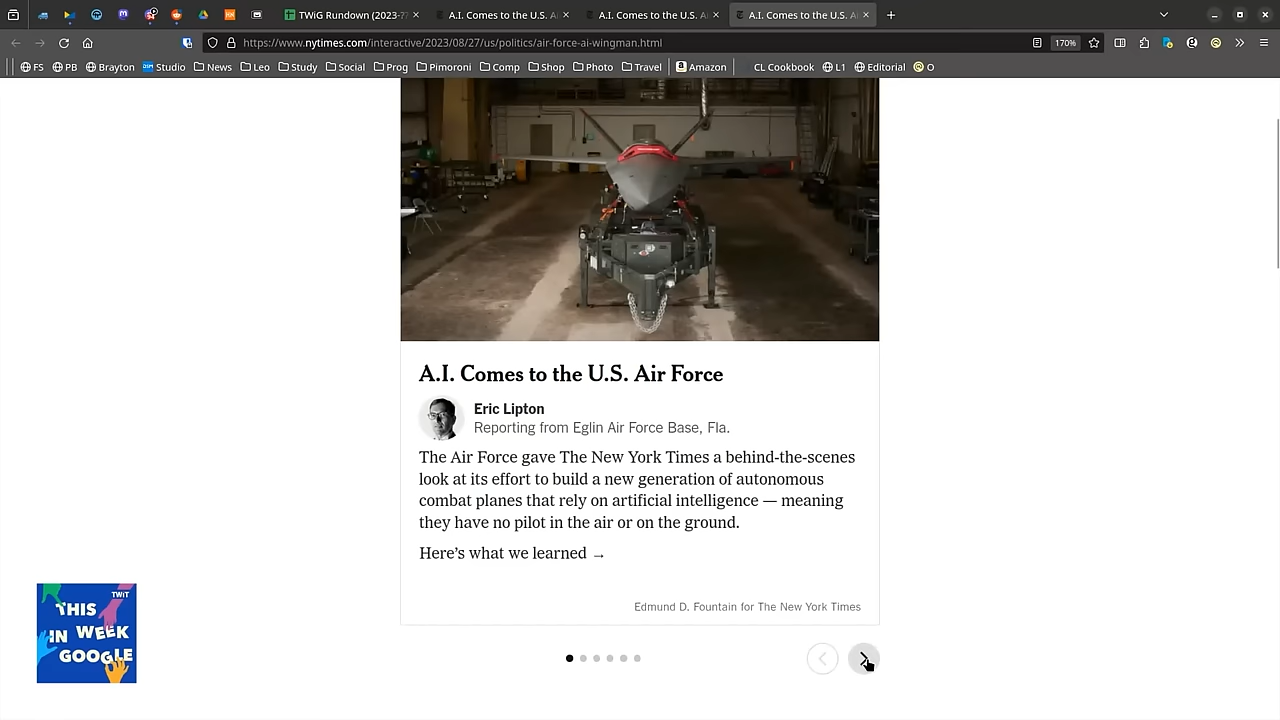 TWiG Rundown (2023-??
A.I. Comes to the U.S. Ai
A.I. Comes to the U.S. A
A.I. Comes to the U.S. A
https://www.nytimes.com/interactive/2023/08/27/us/politics/air-force-ai-wingman.html
170%
FS PB Brayton Studio News Leo Study Social Prog Pimoroni Comp Shop Photo Travel Amazon CL Cookbook L1 Editorial O
A.I. Comes to the U.S. Air Force
Eric Lipton
Reporting from Eglin Air Force Base, Fla.
The Air Force gave The New York Times a behind-the-scenes
look at its effort to build a new generation of autonomous
combat planes that rely on artificial intelligence — meaning
they have no pilot in the air or on the ground.
Here's what we learned →
Edmund D. Fountain for The New York Times
TWiT
THIS
IN WEEK
GOOGLE